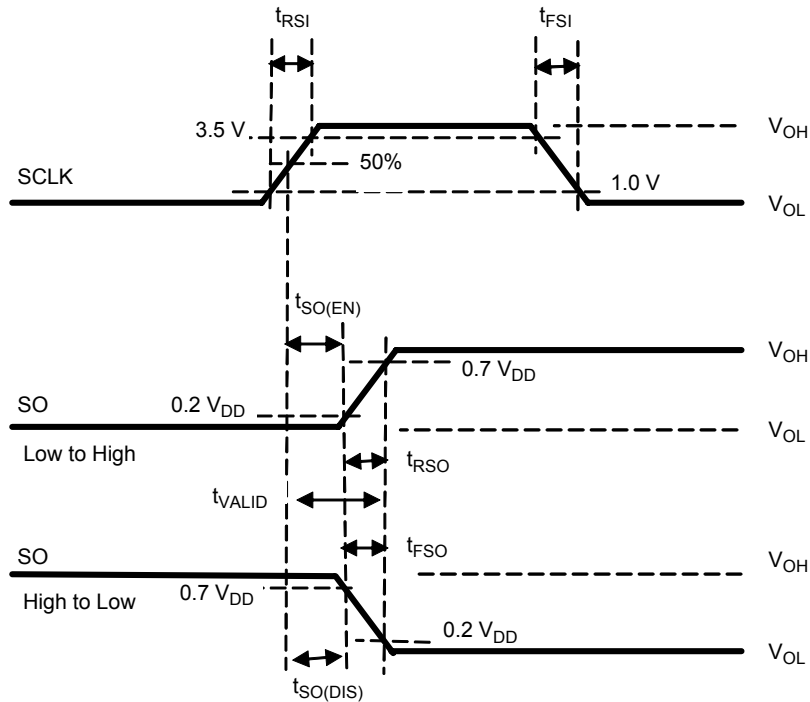 tRSI
tFSI
3.5 V
VOH
50%
SCLK
1.0 V
VOL
tSO(EN)
VOH
0.7 VDD
SO
0.2 VDD
VOL
Low to High
tRSO
tVALID
SO
tFSO
VOH
High to Low
0.7 VDD
0.2 VDD
VOL
tSO(DIS)